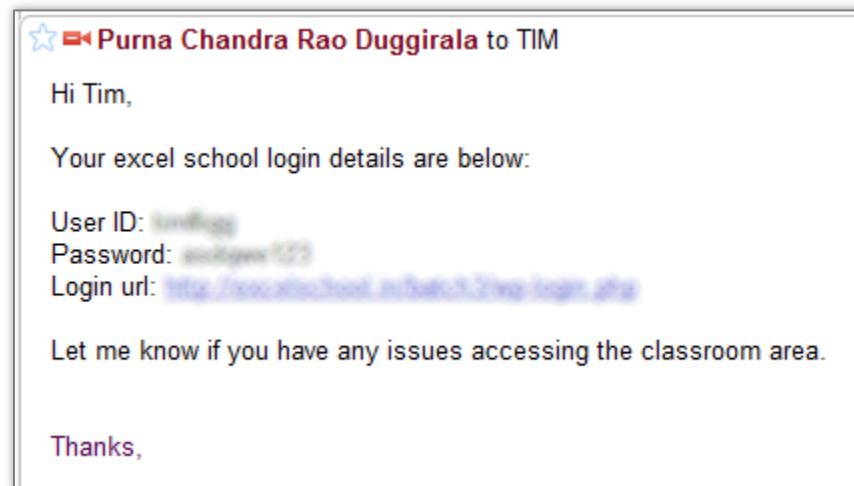 Purna Chandra Rao Duggirala to TIM
Hi Tim,
Your excel school login details are below:
User ID:
Password:
Login url:
Let me know if you have any issues accessing the classroom area.
Thanks,